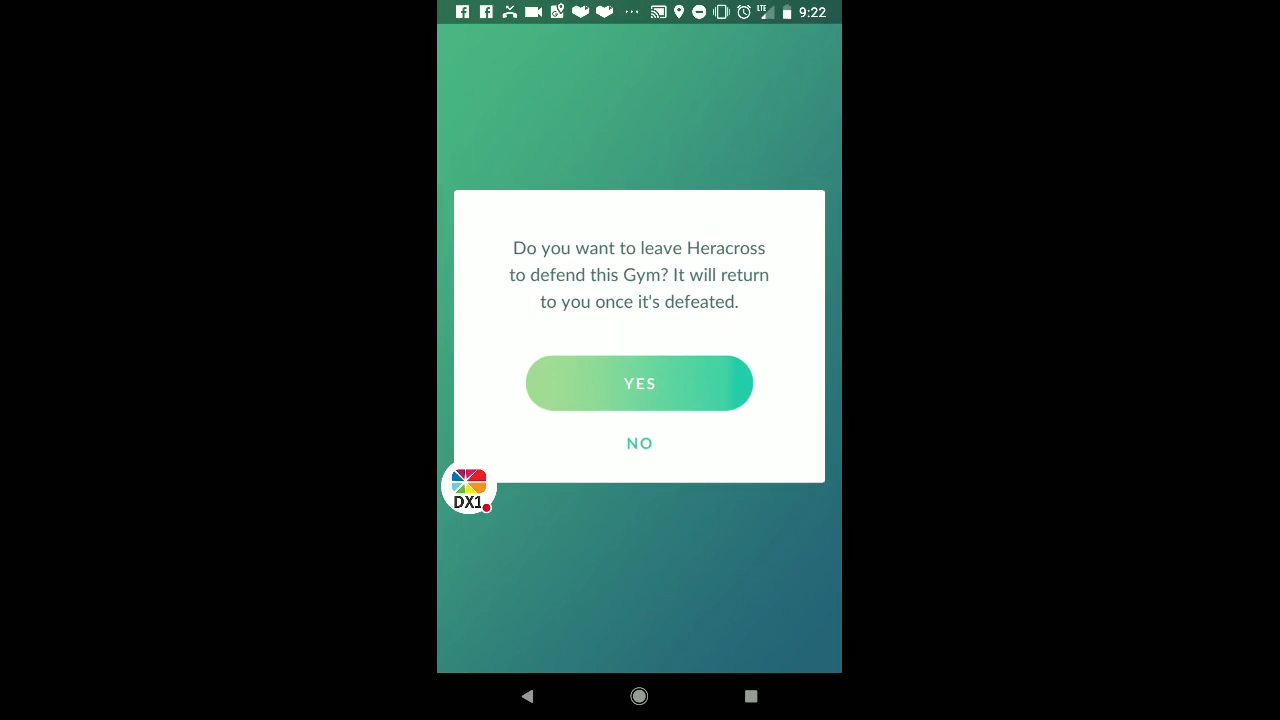 LTE 9:22
Do you want to leave Heracross
to defend this Gym? It will return
to you once it's defeated.
YES
NO
DX1